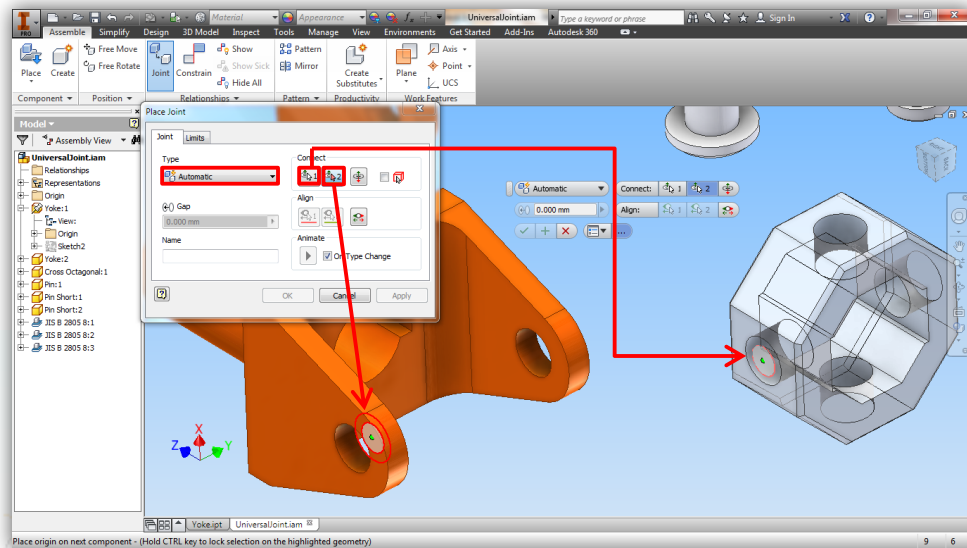 PRO
Material
Appearance
UniversalJoint.iam
Type a keyword or phrase
Sign In
Assemble Simplify Design 3D Model Inspect Tools Manage View Environments Get Started Add-Ins Autodesk 360
Place
Create
Free Move
Free Rotate
Joint
Constrain
Show
Show Sick
Hide All
Pattern
Mirror
Create
Substitutes
Plane
Axis
Point
UCS
Component Position Relationships Pattern Productivity Work Features
Model
Assembly View
UniversalJoint.iam
Relationships
Representations
Origin
Yoke:1
View:
Origin
Sketch2
Yoke:2
Cross Octagonal:1
Pin:1
Pin Short:1
Pin Short:2
JIS B 2805 8:1
JIS B 2805 8:2
JIS B 2805 8:3
Place Joint
Joint Limits
Type
Automatic
Gap
0.000 mm
Name
Connect
1 2
Align
1 2
Animate
On Type Change
OK Cancel Apply
Automatic Connect: 1 2
0.000 mm Align: 1 2
...
X
Z
Y
Yoke.ipt UniversalJoint.iam
Place origin on next component - (Hold CTRL key to lock selection on the highlighted geometry) 9 6